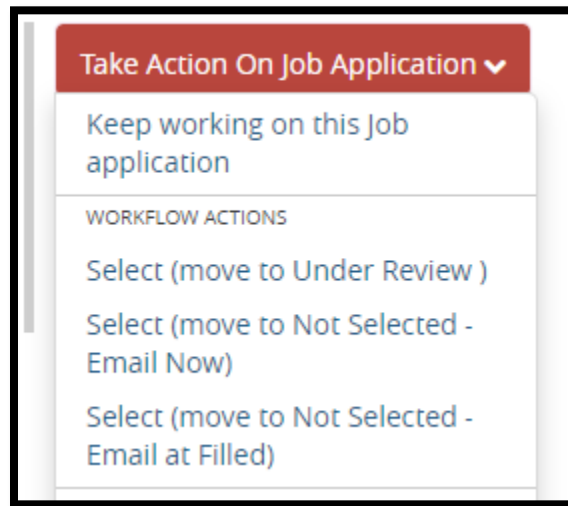 Take Action On Job Application
Keep working on this Job
application
WORKFLOW ACTIONS
Select (move to Under Review )
Select (move to Not Selected -
Email Now)
Select (move to Not Selected -
Email at Filled)